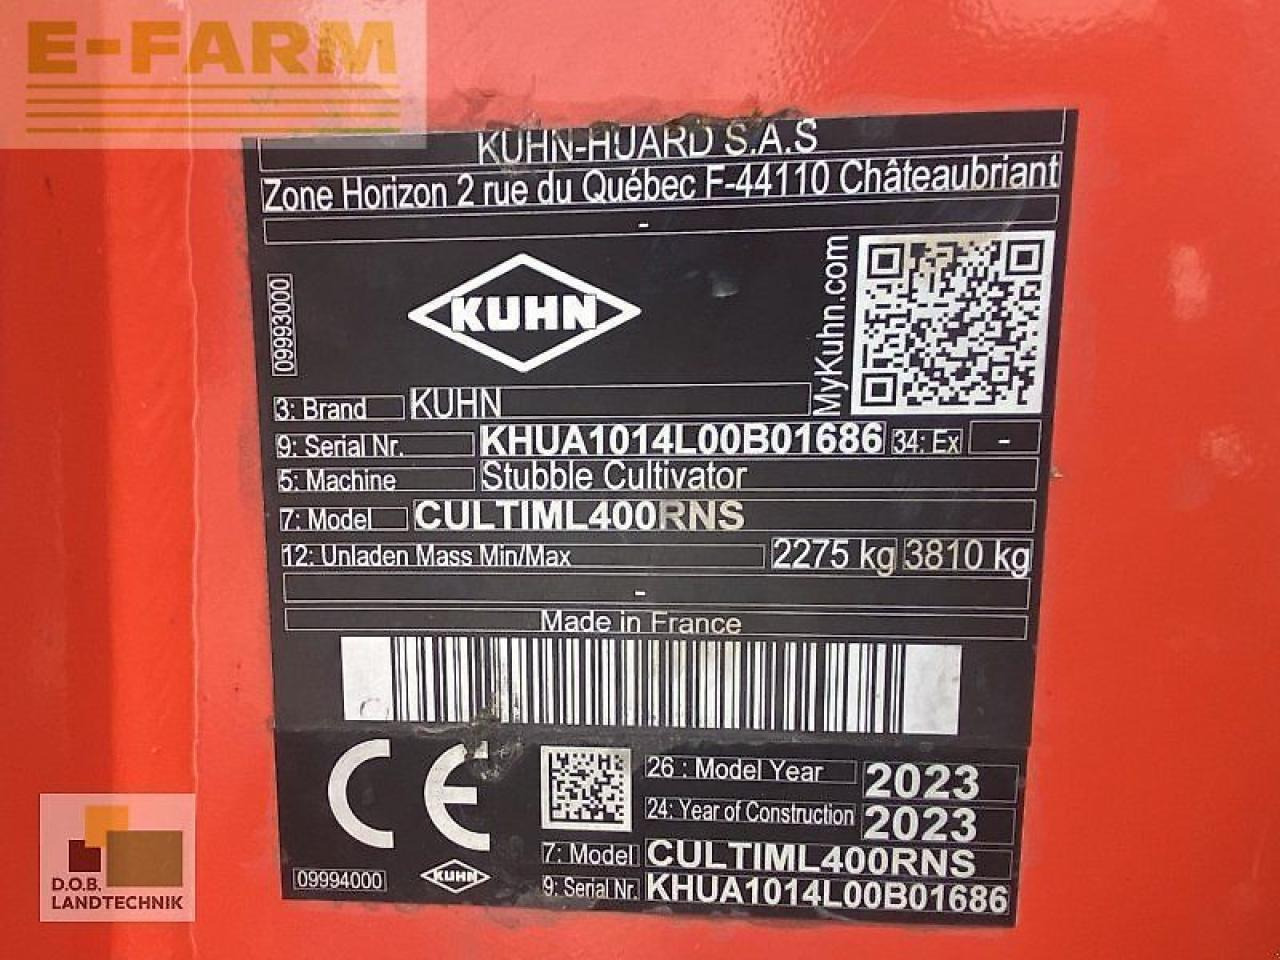 E-FARM
KUHN-HUARD S.A.S
Zone Horizon 2 rue du Québec F-44110 Châteaubriant
-
09993000
KUHN
MyKuhn.com
3: Brand KUHN
9: Serial Nr. KHUA1014L00B01686 34: Ex -
5: Machine Stubble Cultivator
7: Model CULTIML400RNS
12: Unladen Mass Min/Max 2275 kg 3810 kg
-
Made in France
CE
26 : Model Year 2023
24: Year of Construction 2023
7: Model CULTIML400RNS
9: Serial Nr. KHUA1014L00B01686
09994000
KUHN
D.O.B.
LANDTECHNIK